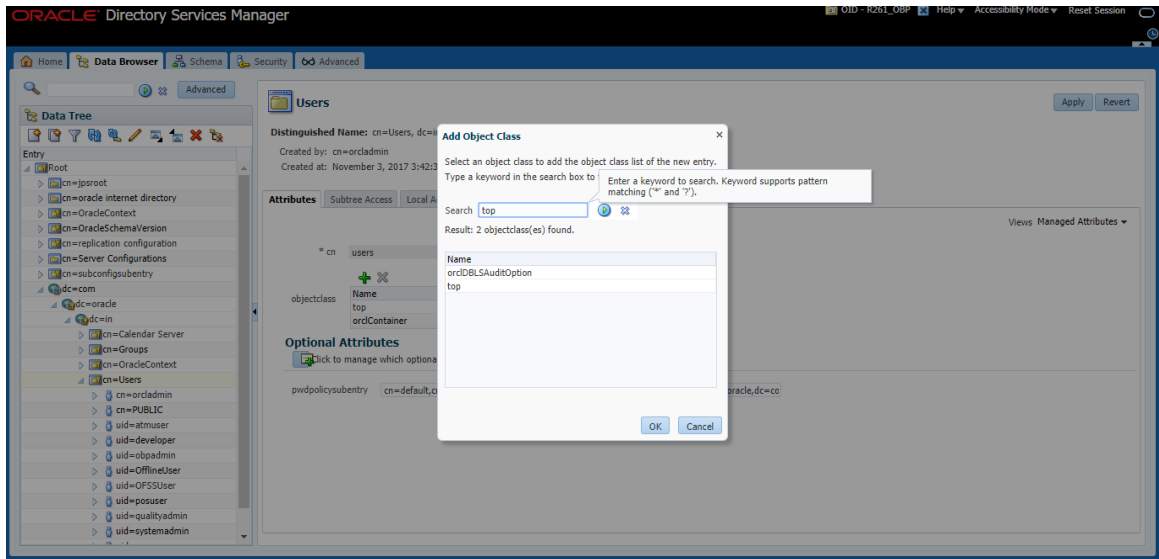 ORACLE Directory Services Manager
OID - R261_OBP Help Accessibility Mode Reset Session
Home Data Browser Schema Security Advanced
Advanced
Data Tree
Entry
Root
cn=jpsroot
cn=oracle internet directory
cn=OracleContext
cn=OracleSchemaVersion
cn=replication configuration
cn=Server Configurations
cn=subconfigsubentry
dc=com
dc=oracle
dc=in
cn=Calendar Server
cn=Groups
cn=OracleContext
cn=Users
cn=orcladmin
cn=PUBLIC
uid=atmuser
uid=developer
uid=obpadmin
uid=OfflineUser
uid=OFSSUser
uid=posuser
uid=qualityadmin
uid=systemadmin
Users
Apply Revert
Distinguished Name: cn=Users, dc=i
Created by: cn=orcladmin
Created at: November 3, 2017 3:42:3
Attributes Subtree Access Local A
Views Managed Attributes
* cn users
objectclass
Name
top
orclContainer
Optional Attributes
Click to manage which optiona
pwdpolicysubentry cn=default,c oracle,dc=co
Add Object Class
Select an object class to add the object class list of the new entry.
Type a keyword in the search box to
Enter a keyword to search. Keyword supports pattern
matching ('*' and '?').
Search top
Result: 2 objectclass(es) found.
Name
orclDBLSAuditOption
top
OK Cancel